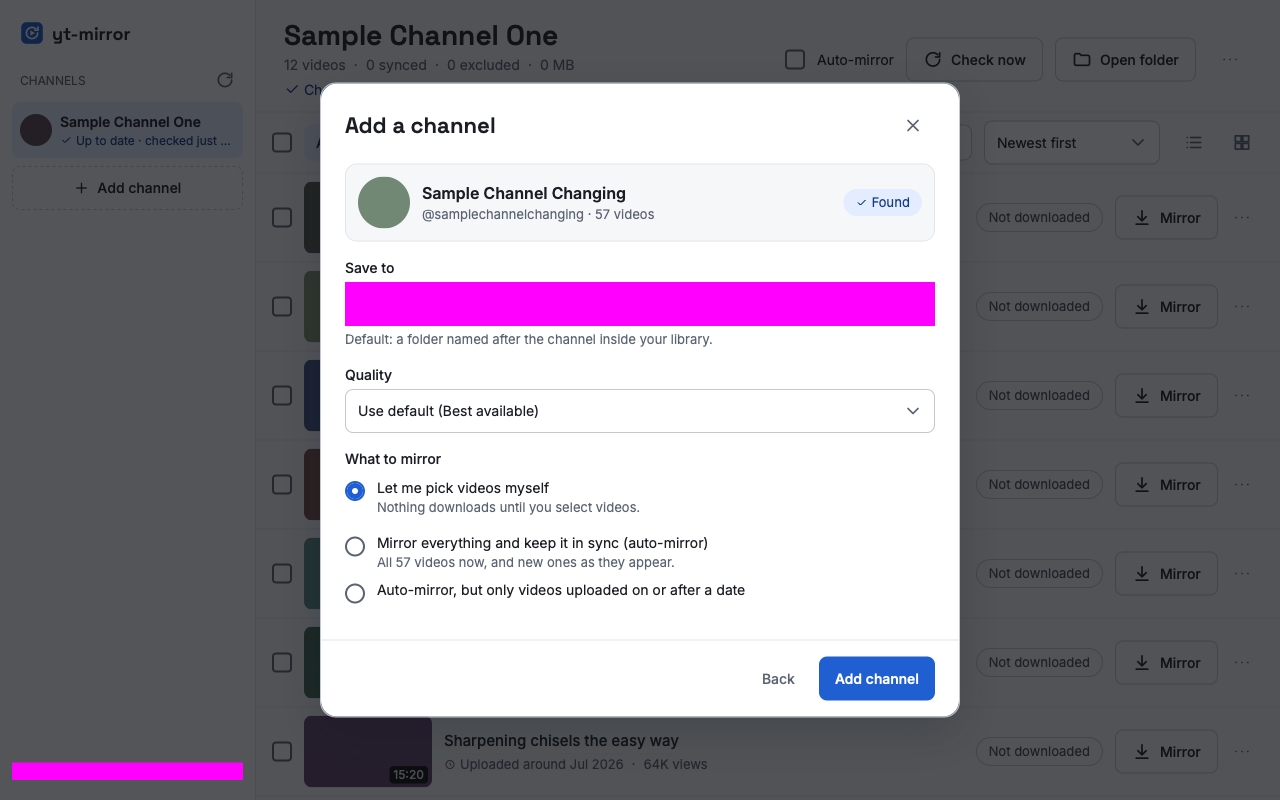 yt-mirror
CHANNELS
Sample Channel One
Up to date · checked just ...
Add channel
Sample Channel One
12 videos · 0 synced · 0 excluded · 0 MB
Auto-mirror
Check now
Open folder
Newest first
Add a channel
Sample Channel Changing
@samplechannelchanging · 57 videos
Found
Save to
Default: a folder named after the channel inside your library.
Quality
Use default (Best available)
What to mirror
Let me pick videos myself
Nothing downloads until you select videos.
Mirror everything and keep it in sync (auto-mirror)
All 57 videos now, and new ones as they appear.
Auto-mirror, but only videos uploaded on or after a date
Back
Add channel
Not downloaded
Mirror
Not downloaded
Mirror
Not downloaded
Mirror
Not downloaded
Mirror
Not downloaded
Mirror
Not downloaded
Mirror
15:20
Sharpening chisels the easy way
Uploaded around Jul 2026 · 64K views
Not downloaded
Mirror